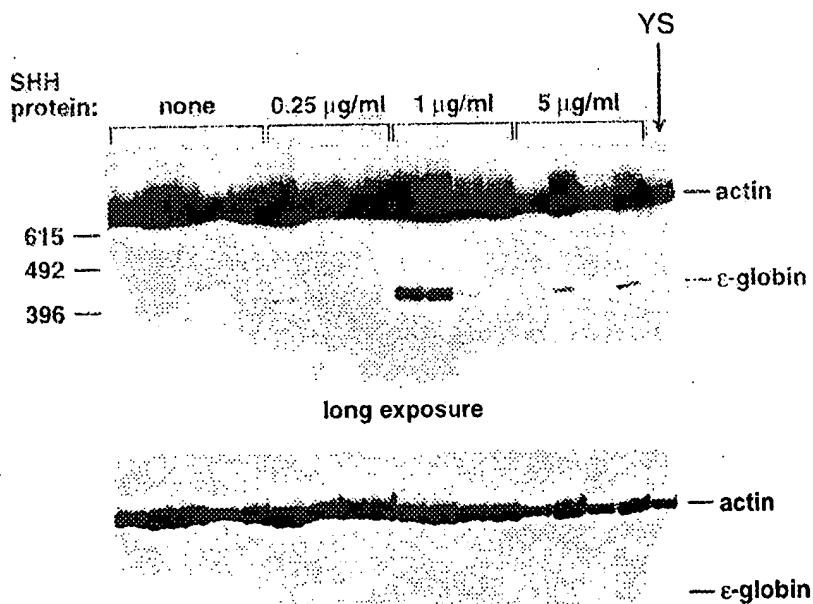 YS
SHH
protein: none 0.25 µg/ml 1 µg/ml 5 µg/ml
actin
615
492
ε-globin
396
long exposure
actin
ε-globin